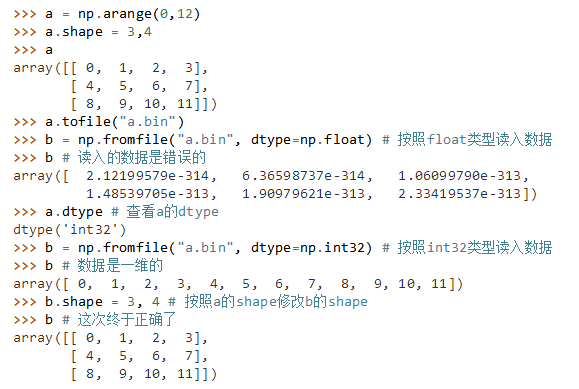 >>> a = np.arange(0,12)
>>> a.shape = 3,4
>>> a
array([[ 0,  1,  2,  3],
       [ 4,  5,  6,  7],
       [ 8,  9, 10, 11]])
>>> a.tofile("a.bin")
>>> b = np.fromfile("a.bin", dtype=np.float) # 按照float类型读入数据
>>> b # 读入的数据是错误的
array([  2.12199579e-314,   6.36598737e-314,   1.06099790e-313,
         1.48539705e-313,   1.90979621e-313,   2.33419537e-313])
>>> a.dtype # 查看a的dtype
dtype('int32')
>>> b = np.fromfile("a.bin", dtype=np.int32) # 按照int32类型读入数据
>>> b # 数据是一维的
array([ 0,  1,  2,  3,  4,  5,  6,  7,  8,  9, 10, 11])
>>> b.shape = 3, 4 # 按照a的shape修改b的shape
>>> b # 这次终于正确了
array([[ 0,  1,  2,  3],
       [ 4,  5,  6,  7],
       [ 8,  9, 10, 11]])